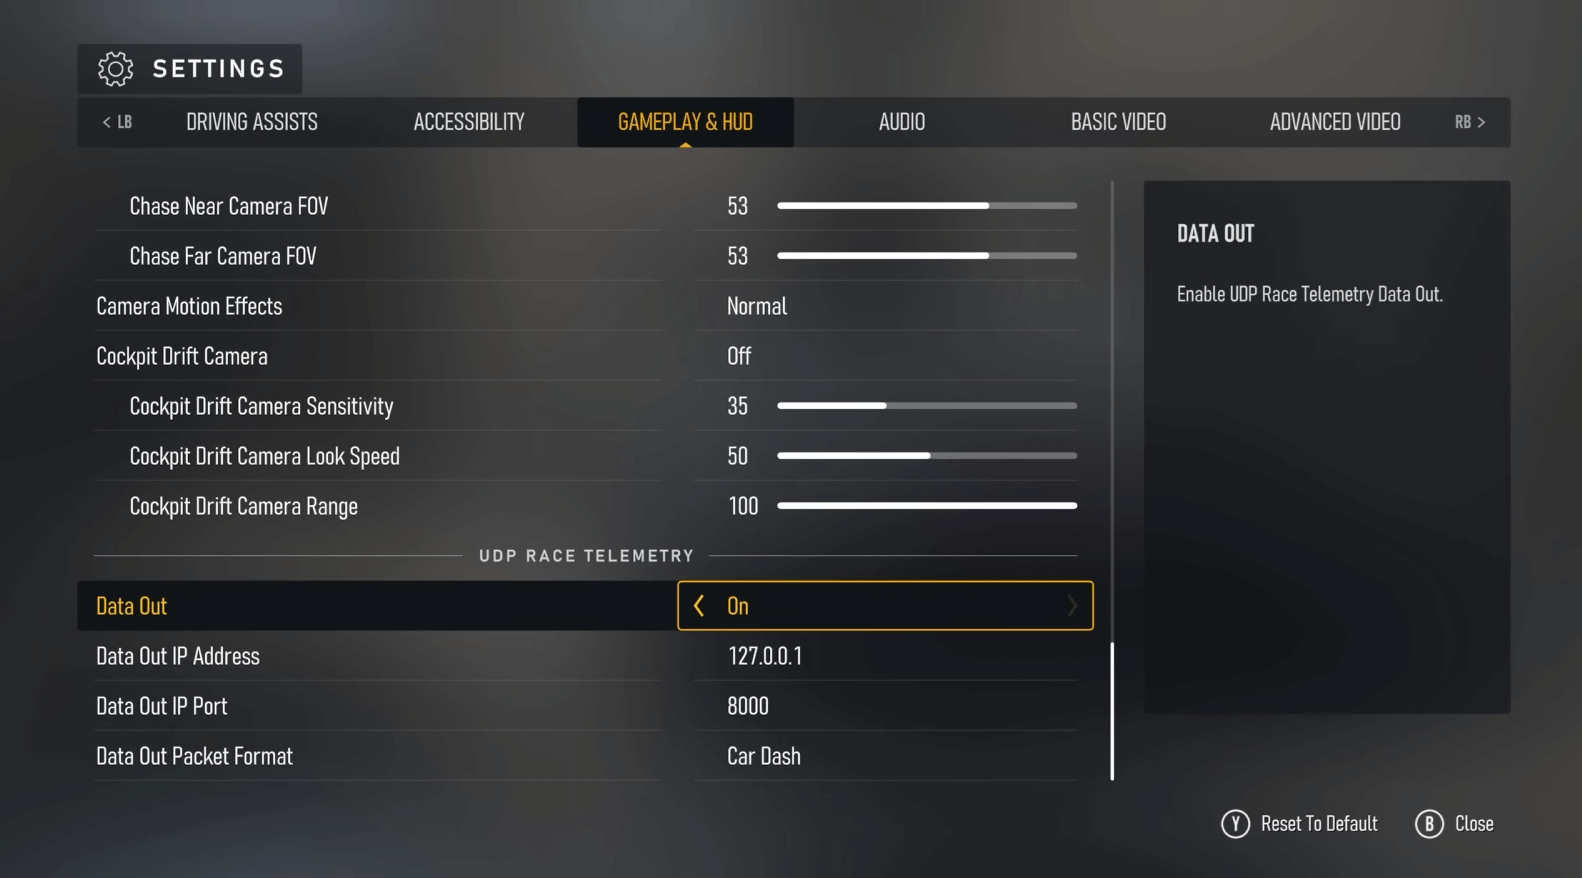 SETTINGS
< LB DRIVING ASSISTS ACCESSIBILITY GAMEPLAY & HUD AUDIO BASIC VIDEO ADVANCED VIDEO RB >
Chase Near Camera FOV 53
Chase Far Camera FOV 53
Camera Motion Effects Normal
Cockpit Drift Camera Off
Cockpit Drift Camera Sensitivity 35
Cockpit Drift Camera Look Speed 50
Cockpit Drift Camera Range 100
UDP RACE TELEMETRY
Data Out On
Data Out IP Address 127.0.0.1
Data Out IP Port 8000
Data Out Packet Format Car Dash
DATA OUT
Enable UDP Race Telemetry Data Out.
Y Reset To Default B Close